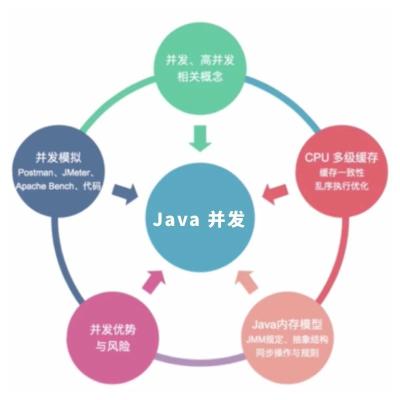 并发、高并发
相关概念
并发模拟
Postman、JMeter、
Apache Bench、代码
CPU 多级缓存
缓存一致性
乱序执行优化
Java 并发
并发优势
与风险
Java内存模型
JMM规定、抽象结构
同步操作与规则